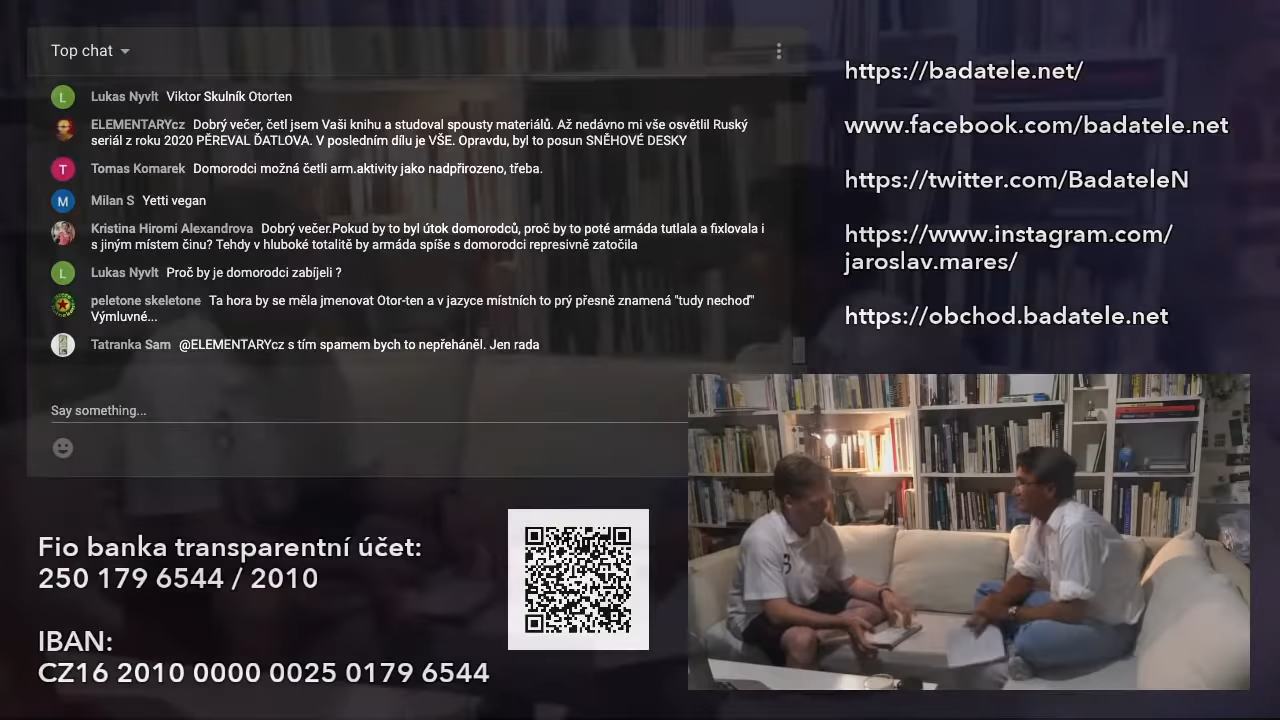 Top chat
L Lukas Nyvlt Viktor Skulník Otorten
ELEMENTARYcz Dobrý večer, četl jsem Vaši knihu a studoval spousty materiálů. Až nedávno mi vše osvětlil Ruský
seriál z roku 2020 PĚREVAL ĎATLOVA. V posledním dílu je VŠE. Opravdu, byl to posun SNĚHOVÉ DESKY
T Tomas Komarek Domorodci možná četli arm.aktivity jako nadpřirozeno, třeba.
M Milan S Yetti vegan
Kristina Hiromi Alexandrova Dobrý večer.Pokud by to byl útok domorodců, proč by to poté armáda tutlala a fixlovala i
s jiným místem činu? Tehdy v hluboké totalitě by armáda spíše s domorodci represivně zatočila
L Lukas Nyvlt Proč by je domorodci zabíjeli ?
peletone skeletone Ta hora by se měla jmenovat Otor-ten a v jazyce místních to prý přesně znamená "tudy nechoď"
Výmluvné...
Tatranka Sam @ELEMENTARYcz s tím spamem bych to nepřeháněl. Jen rada
Say something...
https://badatele.net/
www.facebook.com/badatele.net
https://twitter.com/BadateleN
https://www.instagram.com/
jaroslav.mares/
https://obchod.badatele.net
Fio banka transparentní účet:
250 179 6544 / 2010
IBAN:
CZ16 2010 0000 0025 0179 6544